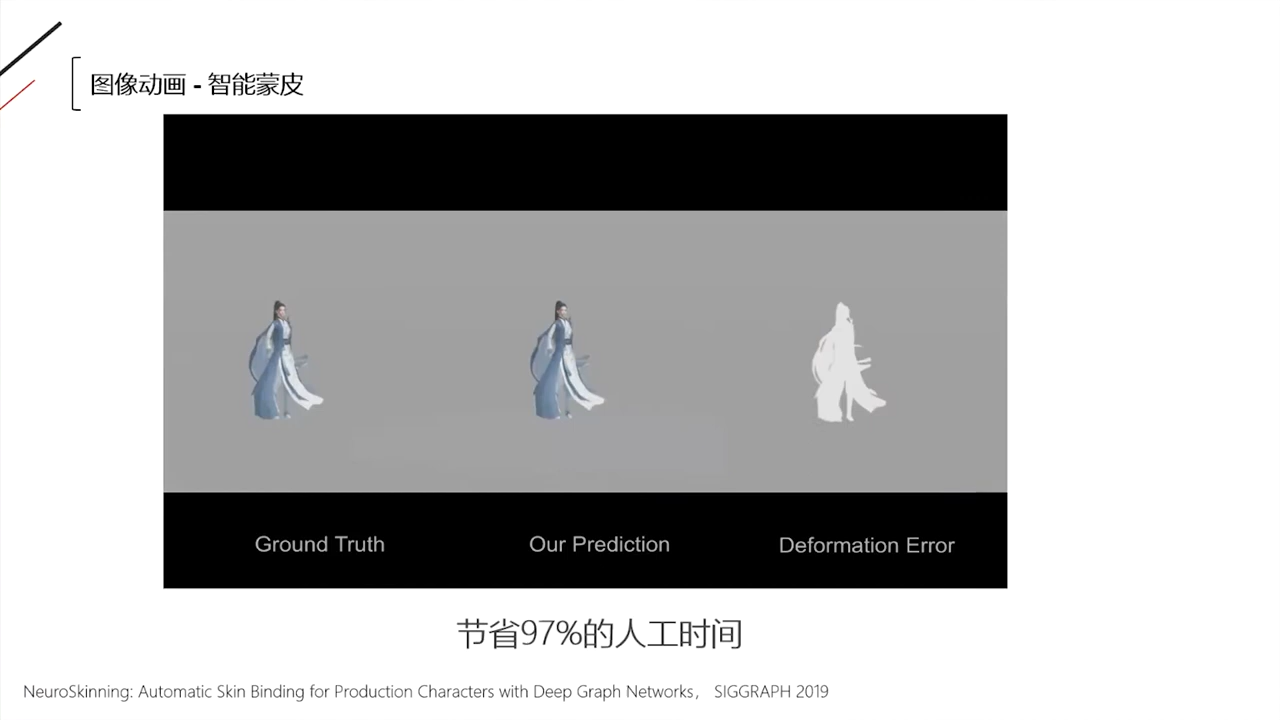 图像动画 - 智能蒙皮
Ground Truth
Our Prediction
Deformation Error
节省97%的人工时间
NeuroSkinning: Automatic Skin Binding for Production Characters with Deep Graph Networks， SIGGRAPH 2019